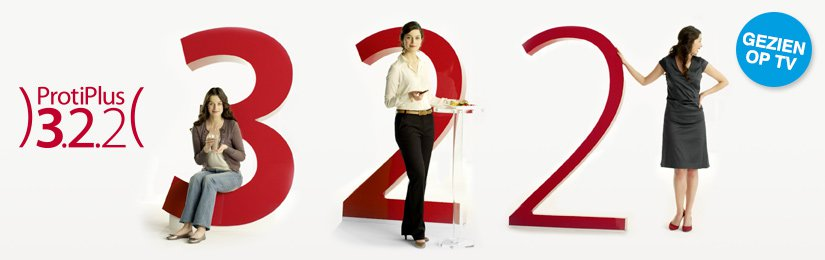 ProtiPlus
3.2.2
3 2 2
GEZIEN
OP TV